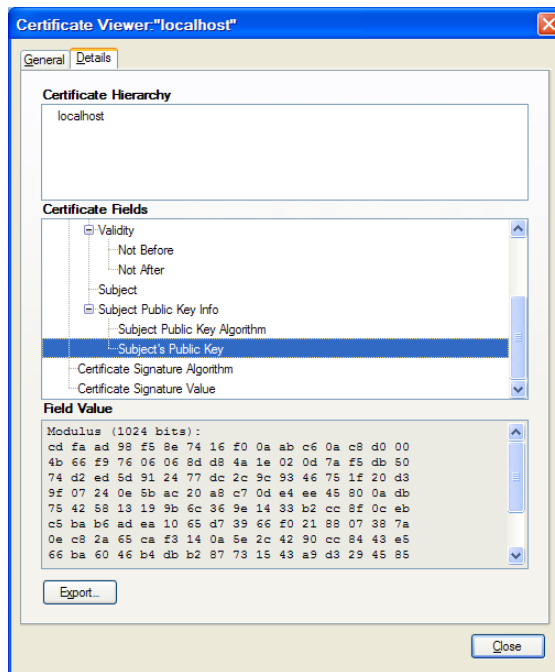 Certificate Viewer:"localhost"
General Details
Certificate Hierarchy
localhost
Certificate Fields
Validity
Not Before
Not After
Subject
Subject Public Key Info
Subject Public Key Algorithm
Subject's Public Key
Certificate Signature Algorithm
Certificate Signature Value
Field Value
Modulus (1024 bits):
cd fa ad 98 f5 8e 74 16 f0 0a ab c6 0a c8 d0 00
4b 66 f9 76 06 06 8d d8 4a 1e 02 0d 7a f5 db 50
74 d2 ed 5d 91 24 77 dc 2c 9c 93 46 75 1f 20 d3
9f 07 24 0e 5b ac 20 a8 c7 0d e4 ee 45 80 0a db
75 42 58 13 19 9b 6c 36 9e 14 33 b2 cc 8f 0c eb
c5 ba b6 ad ea 10 65 d7 39 66 f0 21 88 07 38 7a
0e c8 2a 65 ca f3 14 0a 5e 2c 42 90 cc 84 43 e5
66 ba 60 46 b4 db b2 87 73 15 43 a9 d3 29 45 85
Export...
Close